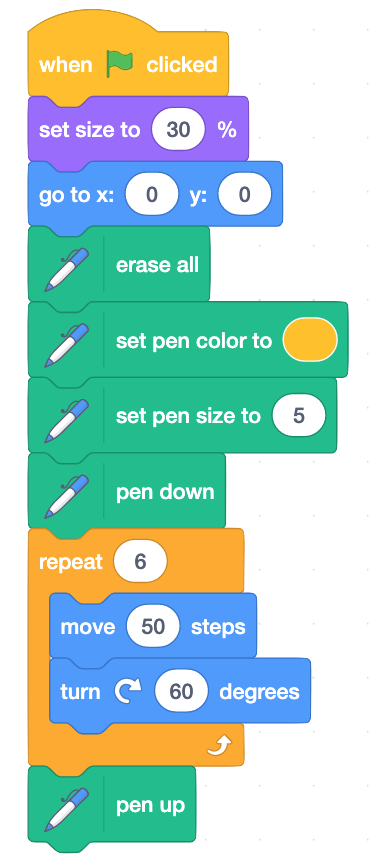 when clicked
set size to 30 %
go to x: 0 y: 0
erase all
set pen color to
set pen size to 5
pen down
repeat 6
move 50 steps
turn 60 degrees
pen up